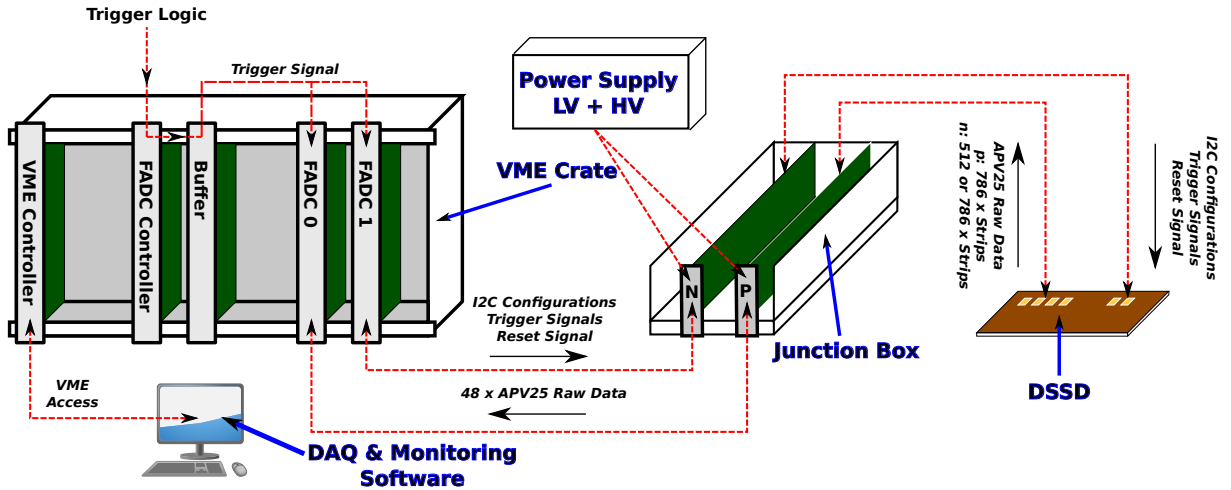 Trigger Logic
Trigger Signal
Power Supply
LV + HV
VME Controller
FADC Controller
Buffer
FADC 0
FADC 1
VME Crate
N
P
APV25 Raw Data
p: 786 x Strips
n: 512 or 786 x Strips
I2C Configurations
Trigger Signals
Reset Signal
I2C Configurations
Trigger Signals
Reset Signal
Junction Box
DSSD
VME
Access
48 x APV25 Raw Data
DAQ & Monitoring
Software